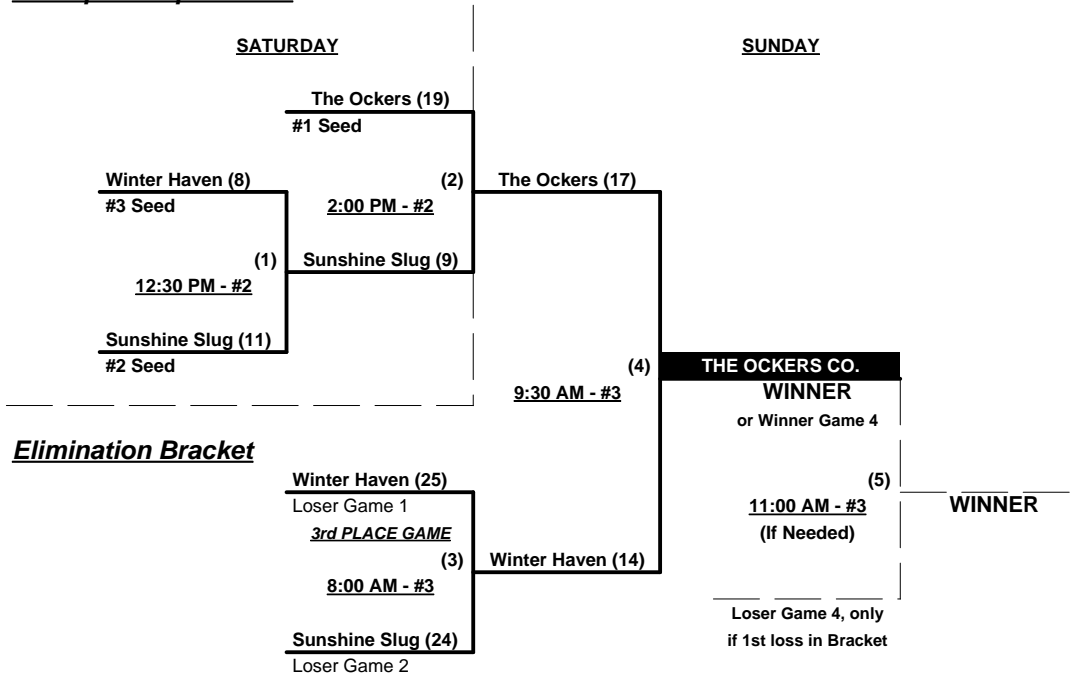 SATURDAY
SUNDAY
The Ockers (19)
#1 Seed
Winter Haven (8)
(2)
The Ockers (17)
#3 Seed
2:00 PM - #2
(1)
Sunshine Slug (9)
12:30 PM - #2
Sunshine Slug (11)
#2 Seed
(4)
THE OCKERS CO.
9:30 AM - #3
WINNER
or Winner Game 4
Elimination Bracket
Winter Haven (25)
(5)
Loser Game 1
11:00 AM - #3
WINNER
3rd PLACE GAME
(If Needed)
(3)
Winter Haven (14)
8:00 AM - #3
Loser Game 4, only
Sunshine Slug (24)
if 1st loss in Bracket
Loser Game 2